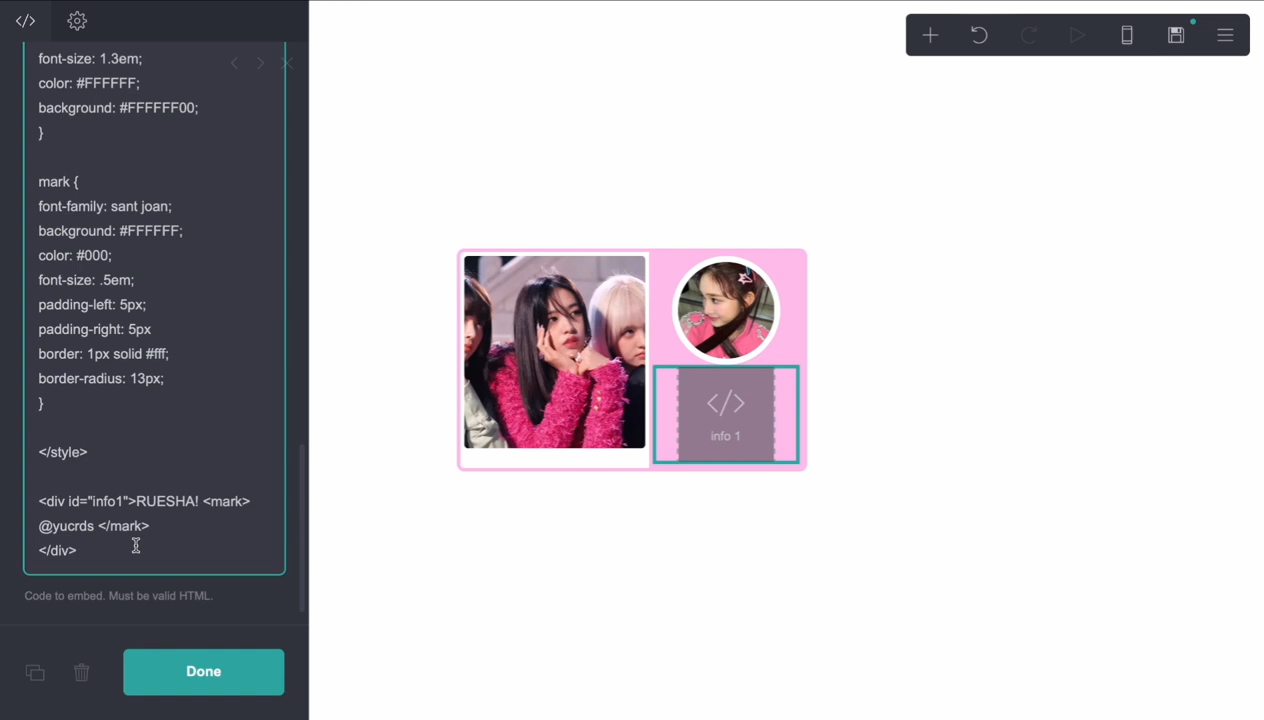 font-size: 1.3em;
color: #FFFFFF;
background: #FFFFFF00;
}
mark {
font-family: sant joan;
background: #FFFFFF;
color: #000;
font-size: .5em;
padding-left: 5px;
padding-right: 5px
border: 1px solid #fff;
border-radius: 13px;
}
</style>
<div id="info1">RUESHA! <mark>
@yucrds </mark>
</div>
Code to embed. Must be valid HTML.
Done
info 1